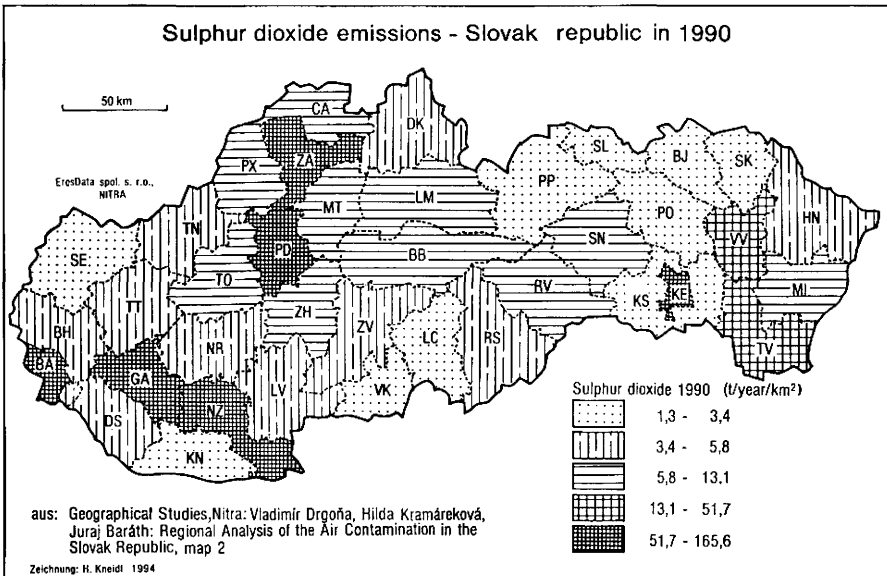 Sulphur dioxide emissions - Slovak republic in 1990
50 km
EresData spol. s. r.o.,
NITRA
CA
DK
ZA
PX
SL
BJ
SK
PP
MT
LM
PO
HN
TN
VV
SE
PD
SN
BB
TO
MI
TT
RV
KS
KE
ZH
BH
NR
ZV
LC
RS
TV
BA
GA
LV
VK
NZ
DS
KN
Sulphur dioxide 1990 (t/year/km²)
1,3 - 3,4
3,4 - 5,8
5,8 - 13,1
13,1 - 51,7
51,7 - 165,6
aus: Geographical Studies,Nitra: Vladimír Drgoňa, Hilda Kramáreková,
Juraj Baráth: Regional Analysis of the Air Contamination in the
Slovak Republic, map 2
Zeichnung: H. Kneidl 1994